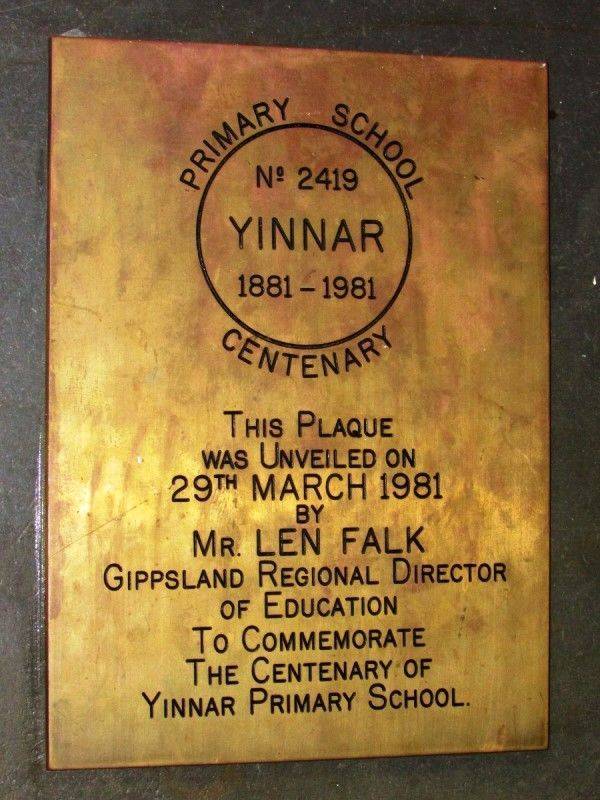 PRIMARY SCHOOL
Nº 2419
YINNAR
1881 - 1981
CENTENARY
THIS PLAQUE
WAS UNVEILED ON
29TH MARCH 1981
BY
MR. LEN FALK
GIPPSLAND REGIONAL DIRECTOR
OF EDUCATION
TO COMMEMORATE
THE CENTENARY OF
YINNAR PRIMARY SCHOOL.